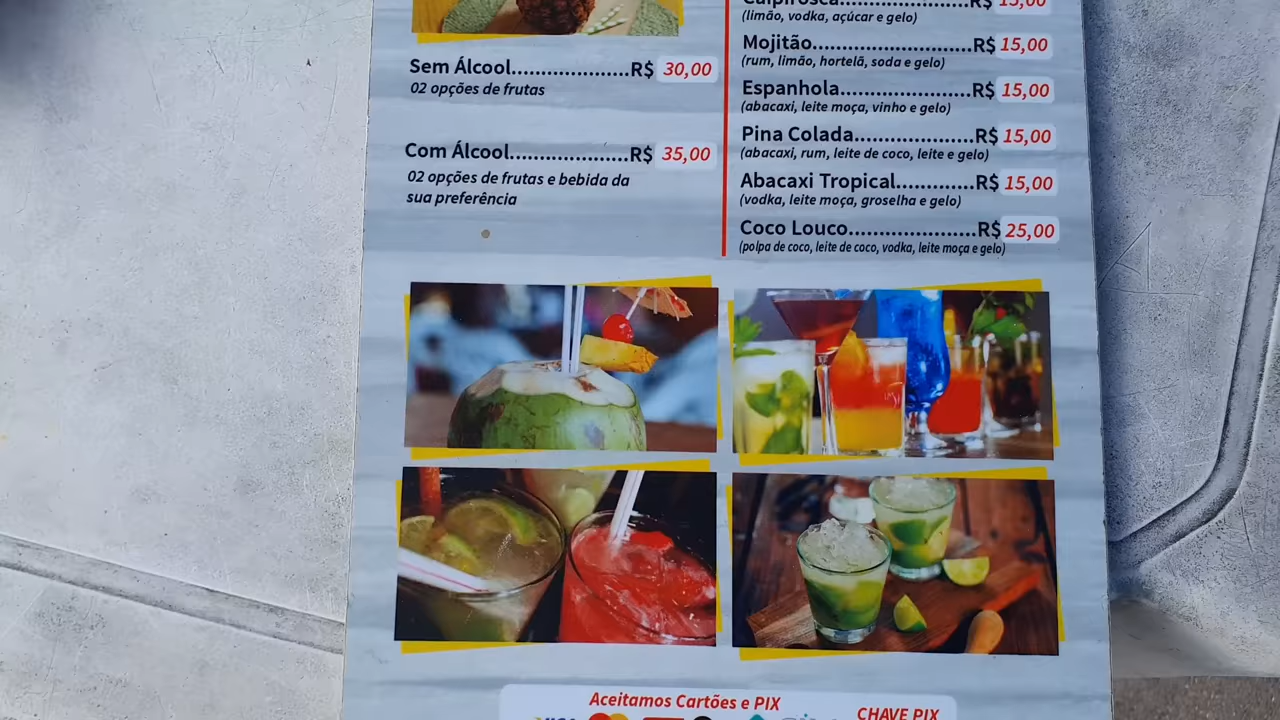 Sem Álcool....................R$ 30,00
02 opções de frutas
Com Álcool....................R$ 35,00
02 opções de frutas e bebida da
sua preferência
Caipirosca....................R$ 15,00
(limão, vodka, açúcar e gelo)
Mojitão...........................R$ 15,00
(rum, limão, hortelã, soda e gelo)
Espanhola......................R$ 15,00
(abacaxi, leite moça, vinho e gelo)
Pina Colada....................R$ 15,00
(abacaxi, rum, leite de coco, leite e gelo)
Abacaxi Tropical.............R$ 15,00
(vodka, leite moça, groselha e gelo)
Coco Louco.....................R$ 25,00
(polpa de coco, leite de coco, vodka, leite moça e gelo)
Aceitamos Cartões e PIX
CHAVE PIX
VISA